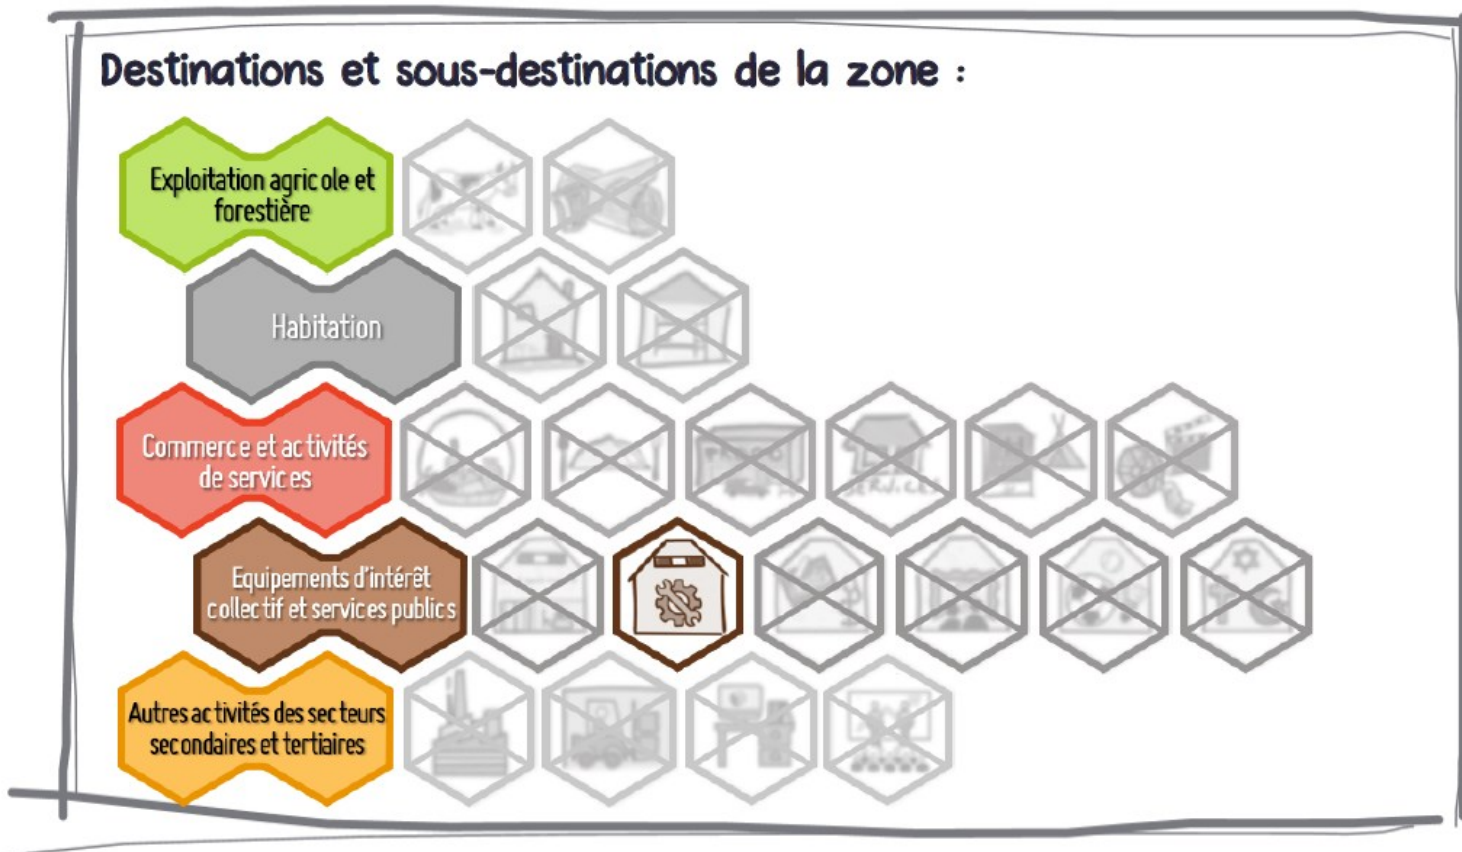 Destinations et sous-destinations de la zone :
Exploitation agricole et
forestière
Habitation
Commerce et activités
de services
SERVICES
Equipements d'intérêt
collectif et services publics
Autres activités des secteurs
secondaires et tertiaires